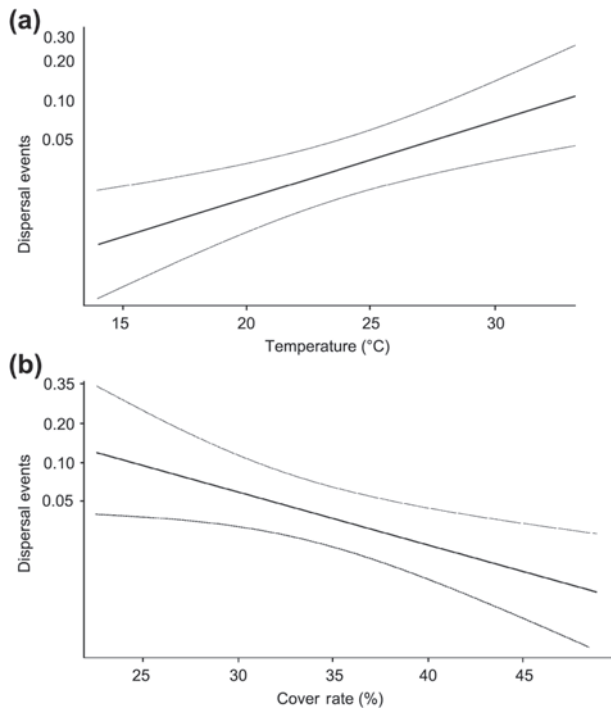 (a)
0.30
0.20
0.10
0.05
Dispersal events
15 20 25 30
Temperature (°C)
(b)
0.35
0.20
0.10
0.05
Dispersal events
25 30 35 40 45
Cover rate (%)